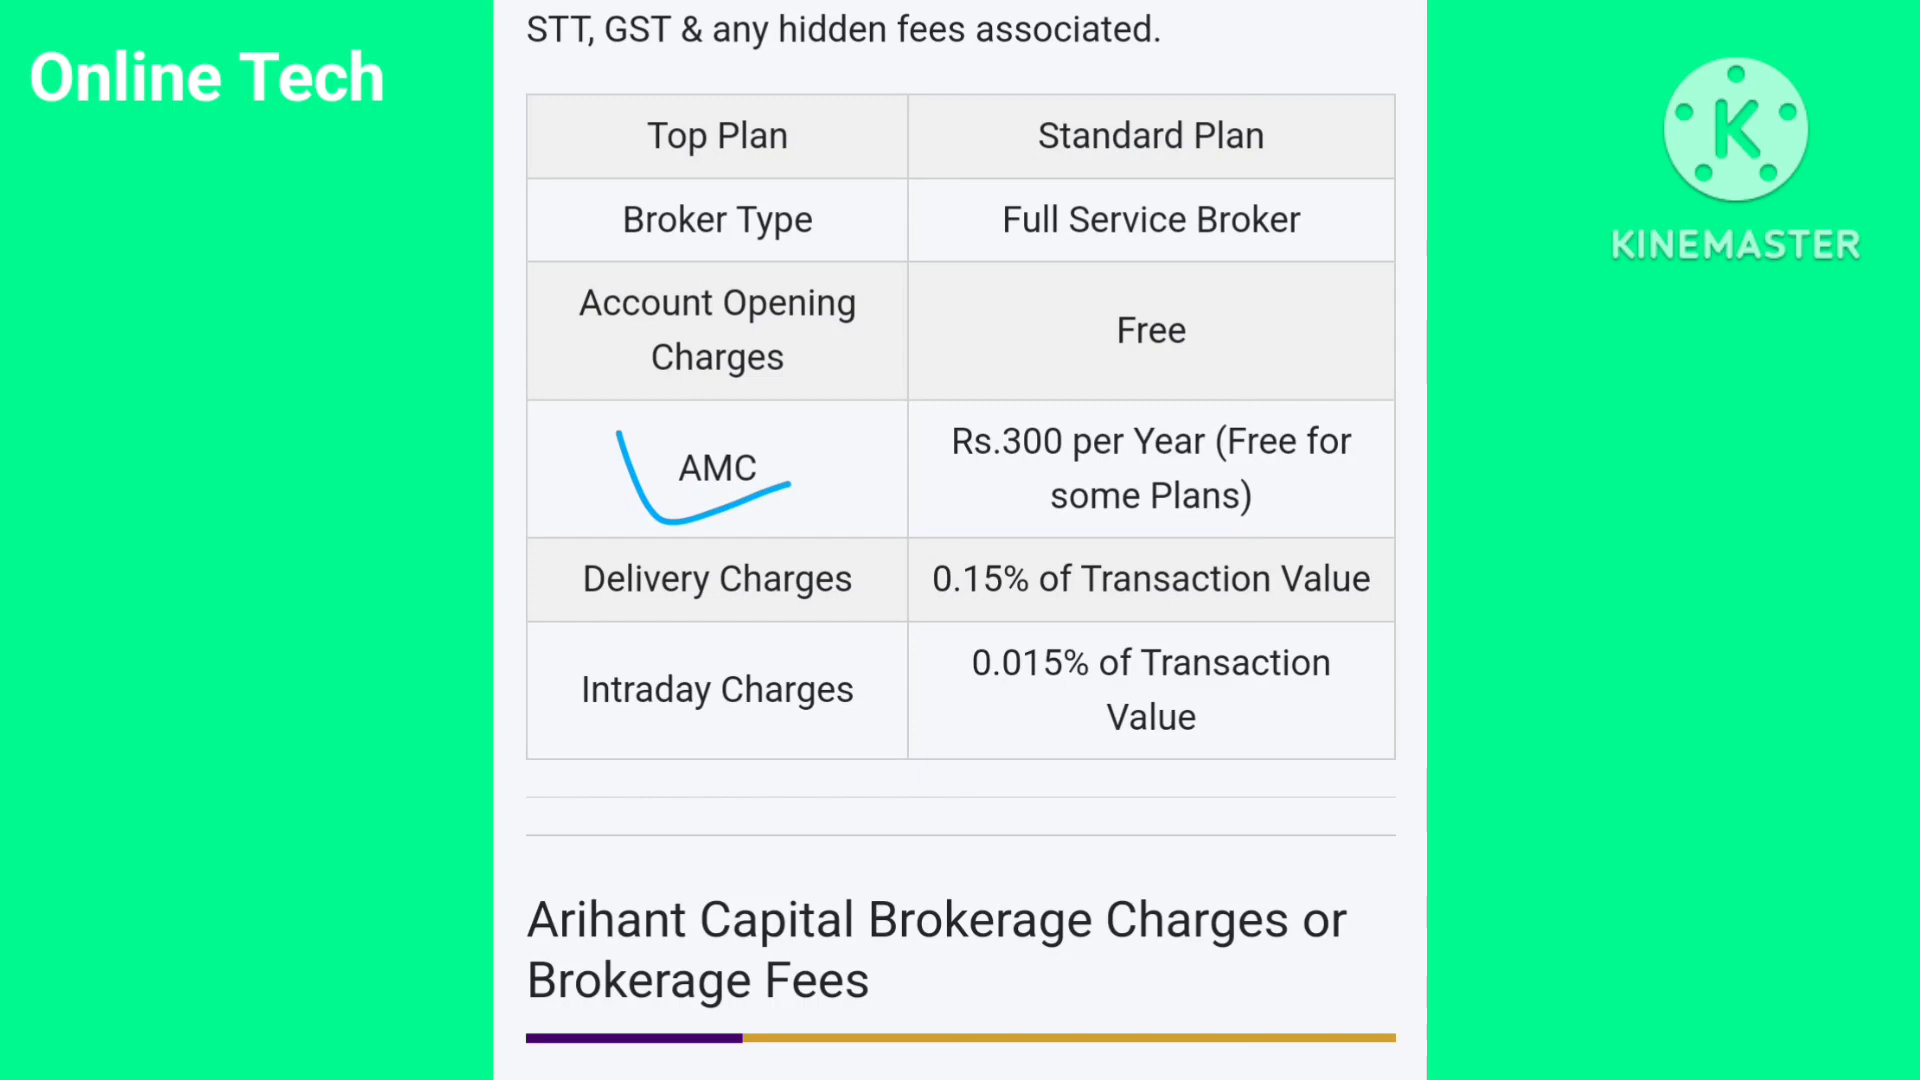 Online Tech
K
KINEMASTER
STT, GST & any hidden fees associated.
Top Plan
Standard Plan
Broker Type
Full Service Broker
Account Opening
Charges
Free
AMC
Rs.300 per Year (Free for
some Plans)
Delivery Charges
0.15% of Transaction Value
Intraday Charges
0.015% of Transaction
Value
Arihant Capital Brokerage Charges or
Brokerage Fees